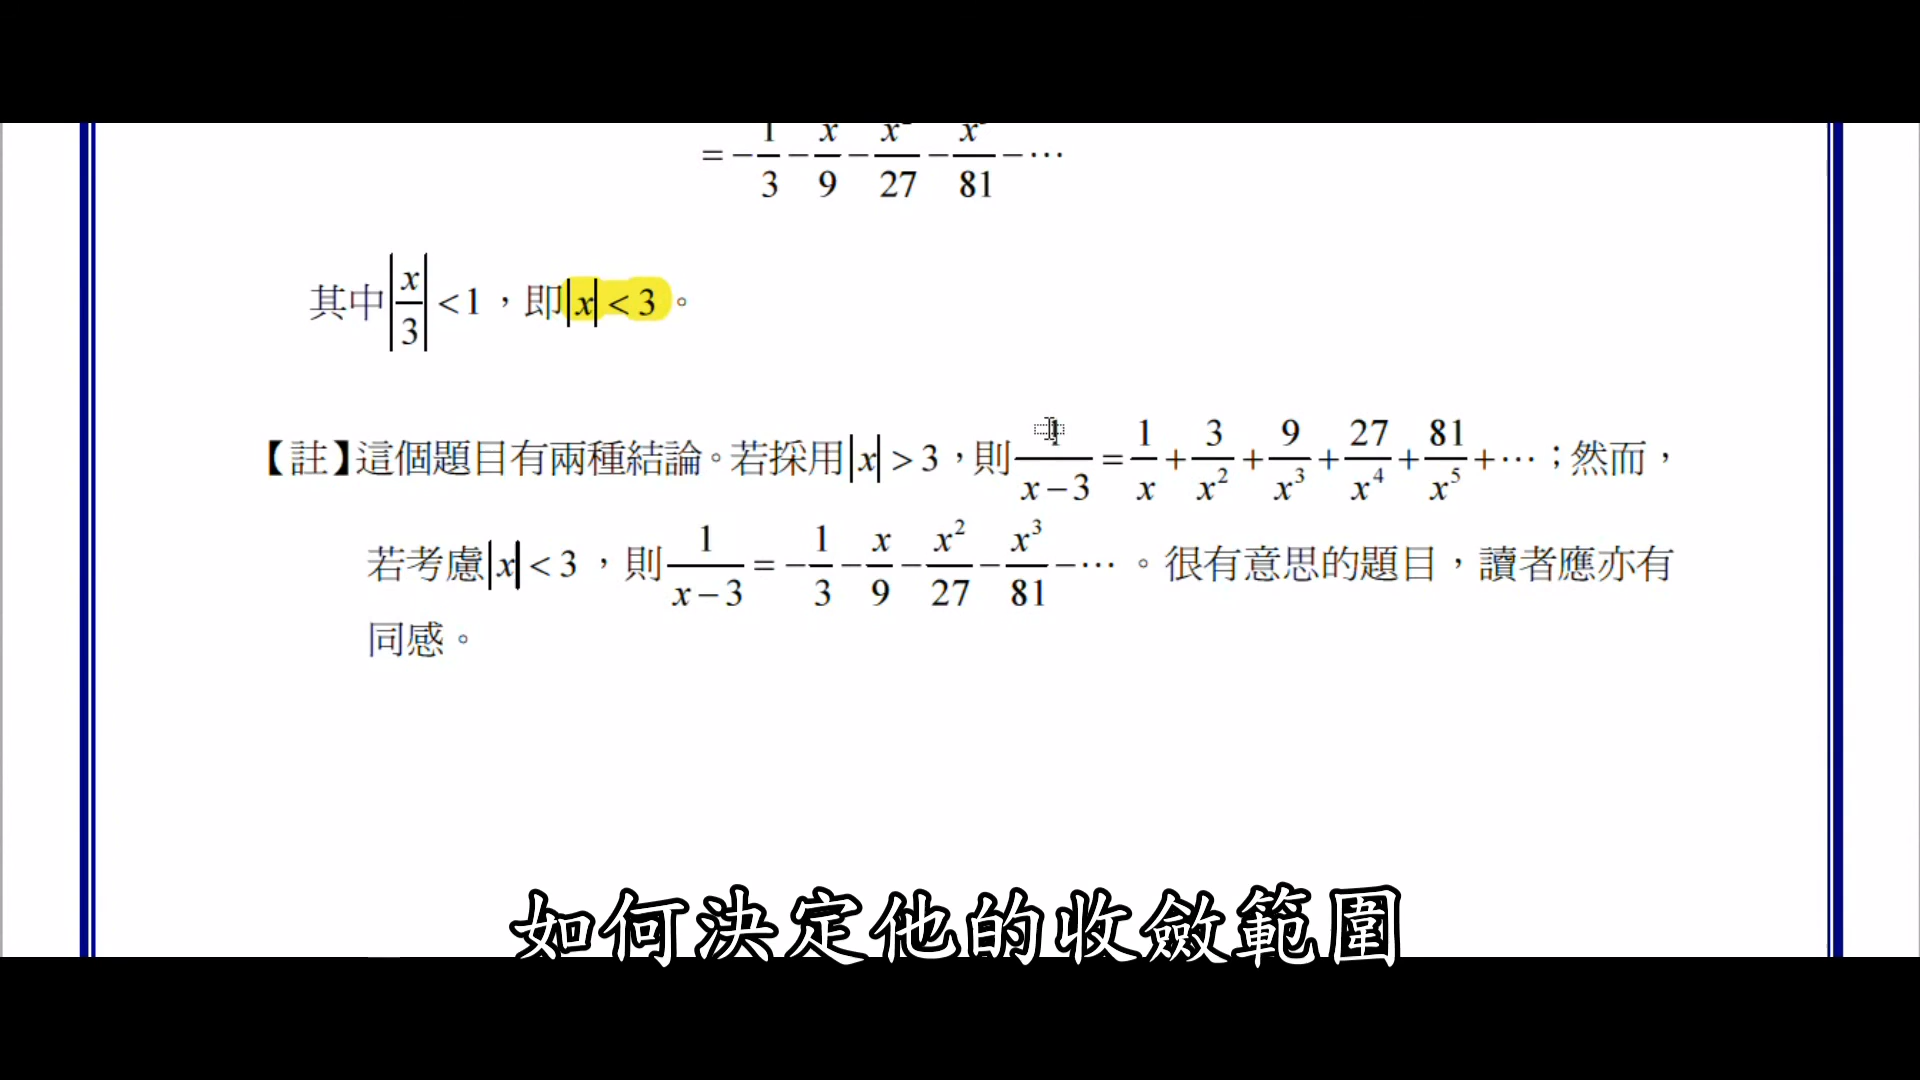 = -1/3 - x/9 - x²/27 - x³/81 - ⋯
其中|x/3| < 1，即|x| < 3。
【註】這個題目有兩種結論。若採用|x| > 3，則1/(x-3) = 1/x + 3/x² + 9/x³ + 27/x⁴ + 81/x⁵ + ⋯；然而，
若考慮|x| < 3，則1/(x-3) = -1/3 - x/9 - x²/27 - x³/81 - ⋯。很有意思的題目，讀者應亦有
同感。
如何決定他的收斂範圍